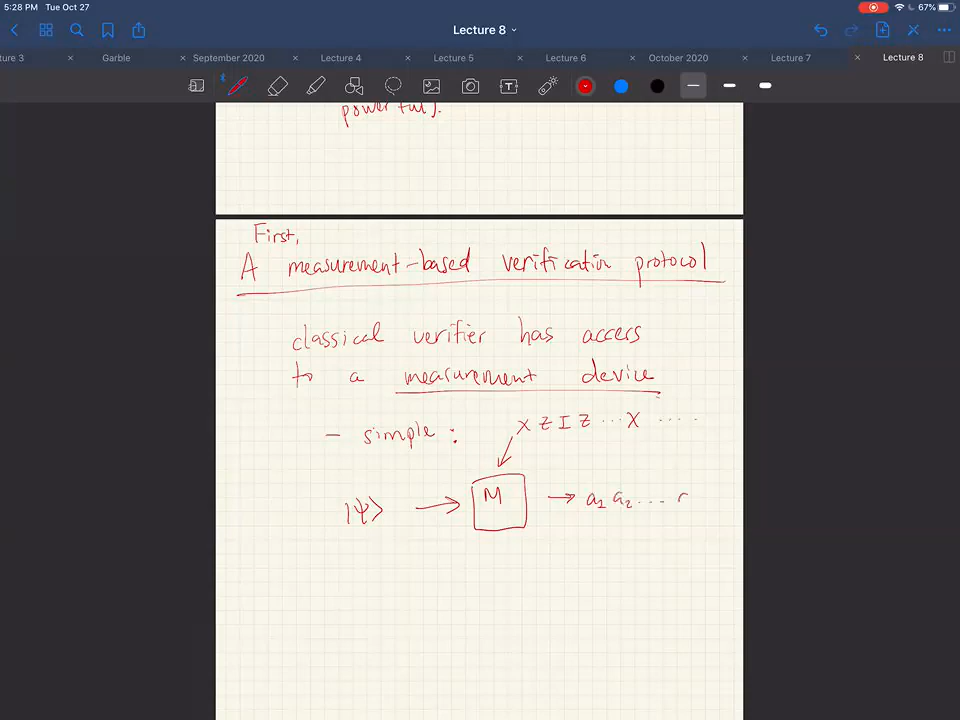 5:28 PM Tue Oct 27
67%
Lecture 8
ture 3
Garble
September 2020
Lecture 4
Lecture 5
Lecture 6
October 2020
Lecture 7
Lecture 8
powerful).
First,
A measurement-based verification protocol
classical verifier has access
to a measurement device
- simple : X Z I Z ... X ....
|ψ> → M → a1 a2 ...